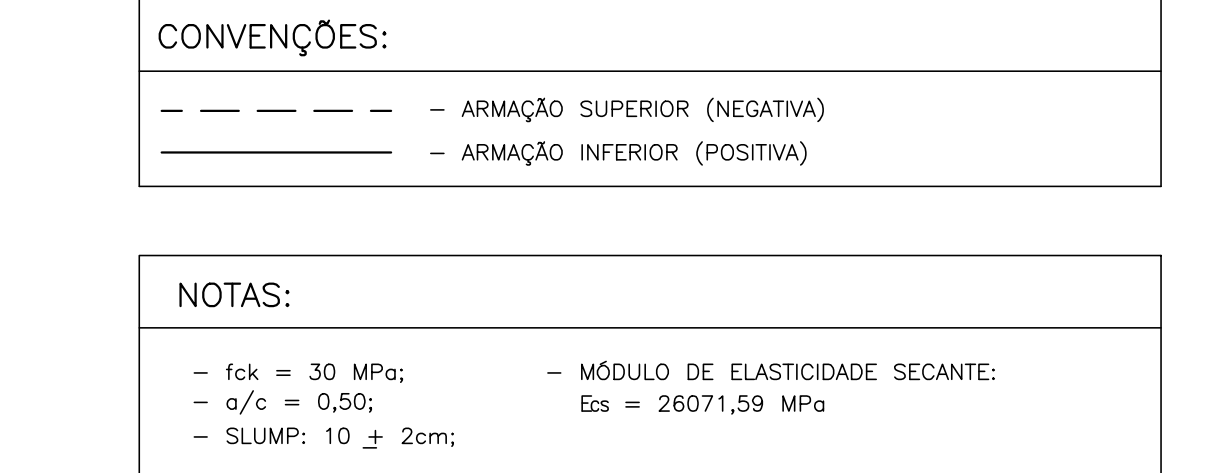 CONVENÇÕES:
– ARMAÇÃO SUPERIOR (NEGATIVA)
– ARMAÇÃO INFERIOR (POSITIVA)
NOTAS:
– fck = 30 MPa;
– a/c = 0,50;
– SLUMP: 10 ± 2cm;
– MÓDULO DE ELASTICIDADE SECANTE:
Ecs = 26071,59 MPa